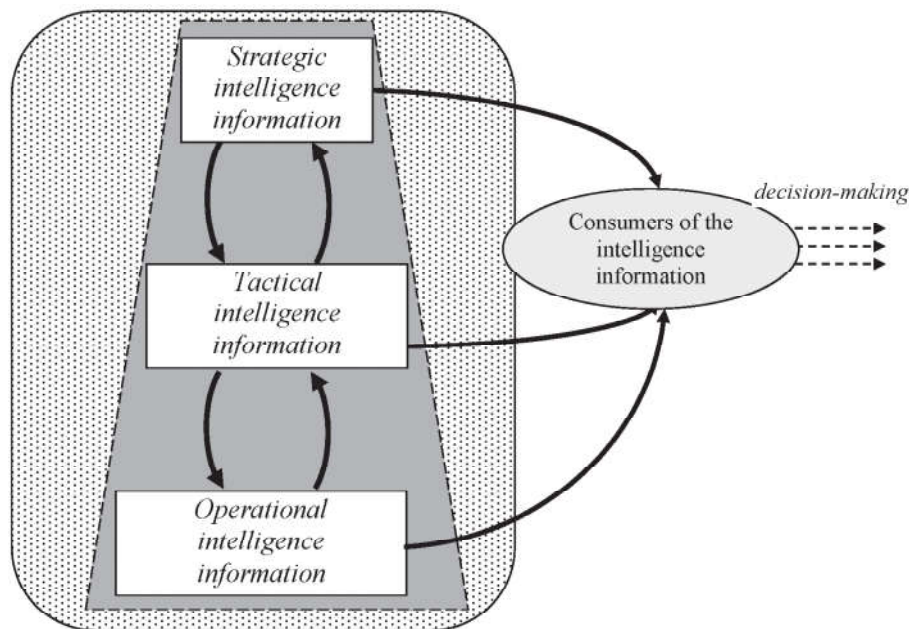 Strategic
intelligence
information
decision-making
Consumers of the
intelligence
information
Tactical
intelligence
information
Operational
intelligence
information